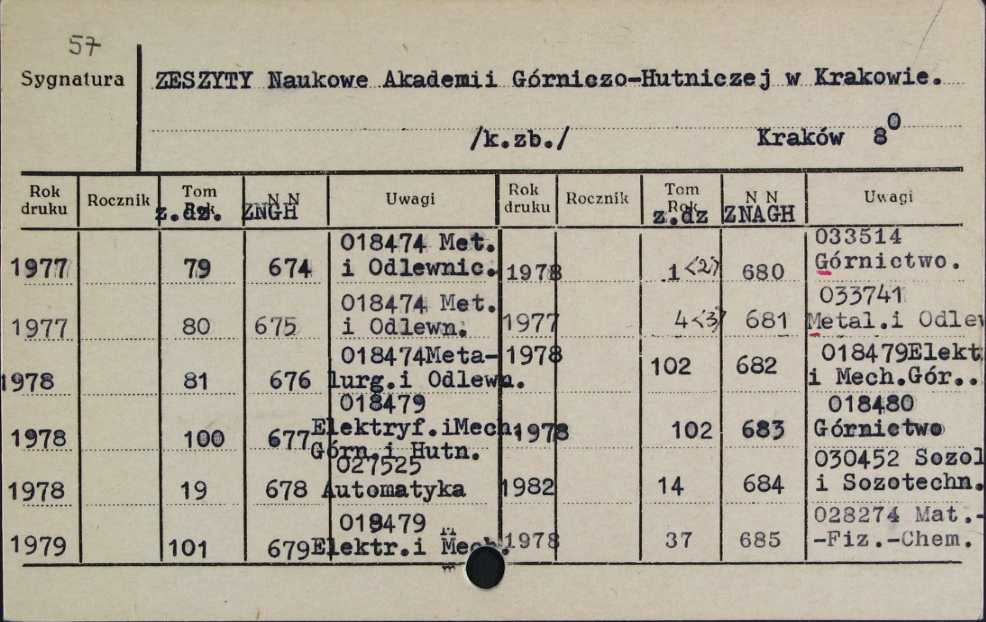 57
Sygnatura
ZESZYTY Naukowe Akademii Górniczo-Hutniczej w Krakowie.
/k.zb./ Kraków 8⁰
Rok druku Rocznik Tom Rok z.dz. N N ZNGH Uwagi
1977 79 674 018474 Met. i Odlewnic.
1977 80 675 018474 Met. i Odlewn.
1978 81 676 018474Meta-lurg.i Odlewn.
1978 100 677 018479 Elektryf.iMech. Górn.i Hutn.
1978 19 678 027525 Automatyka
1979 101 679 018479 Elektr.i Mech.
Rok druku Rocznik Tom Rok z.dz N N ZNAGH Uwagi
1978 1<2> 680 033514 Górnictwo.
1977 4<3> 681 033741 Metal.i Odlew
1978 102 682 018479Elekt i Mech.Gór..
1978 102 683 018480 Górnictwo
1982 14 684 030452 Sozol i Sozotechn.
1978 37 685 028274 Mat.--Fiz.-Chem.